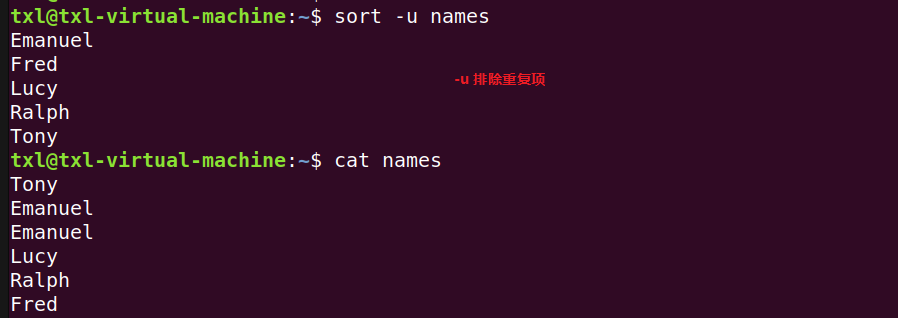 txl@txl-virtual-machine:~$ sort -u names
Emanuel
Fred
Lucy
-u 排除重复项
Ralph
Tony
txl@txl-virtual-machine:~$ cat names
Tony
Emanuel
Emanuel
Lucy
Ralph
Fred